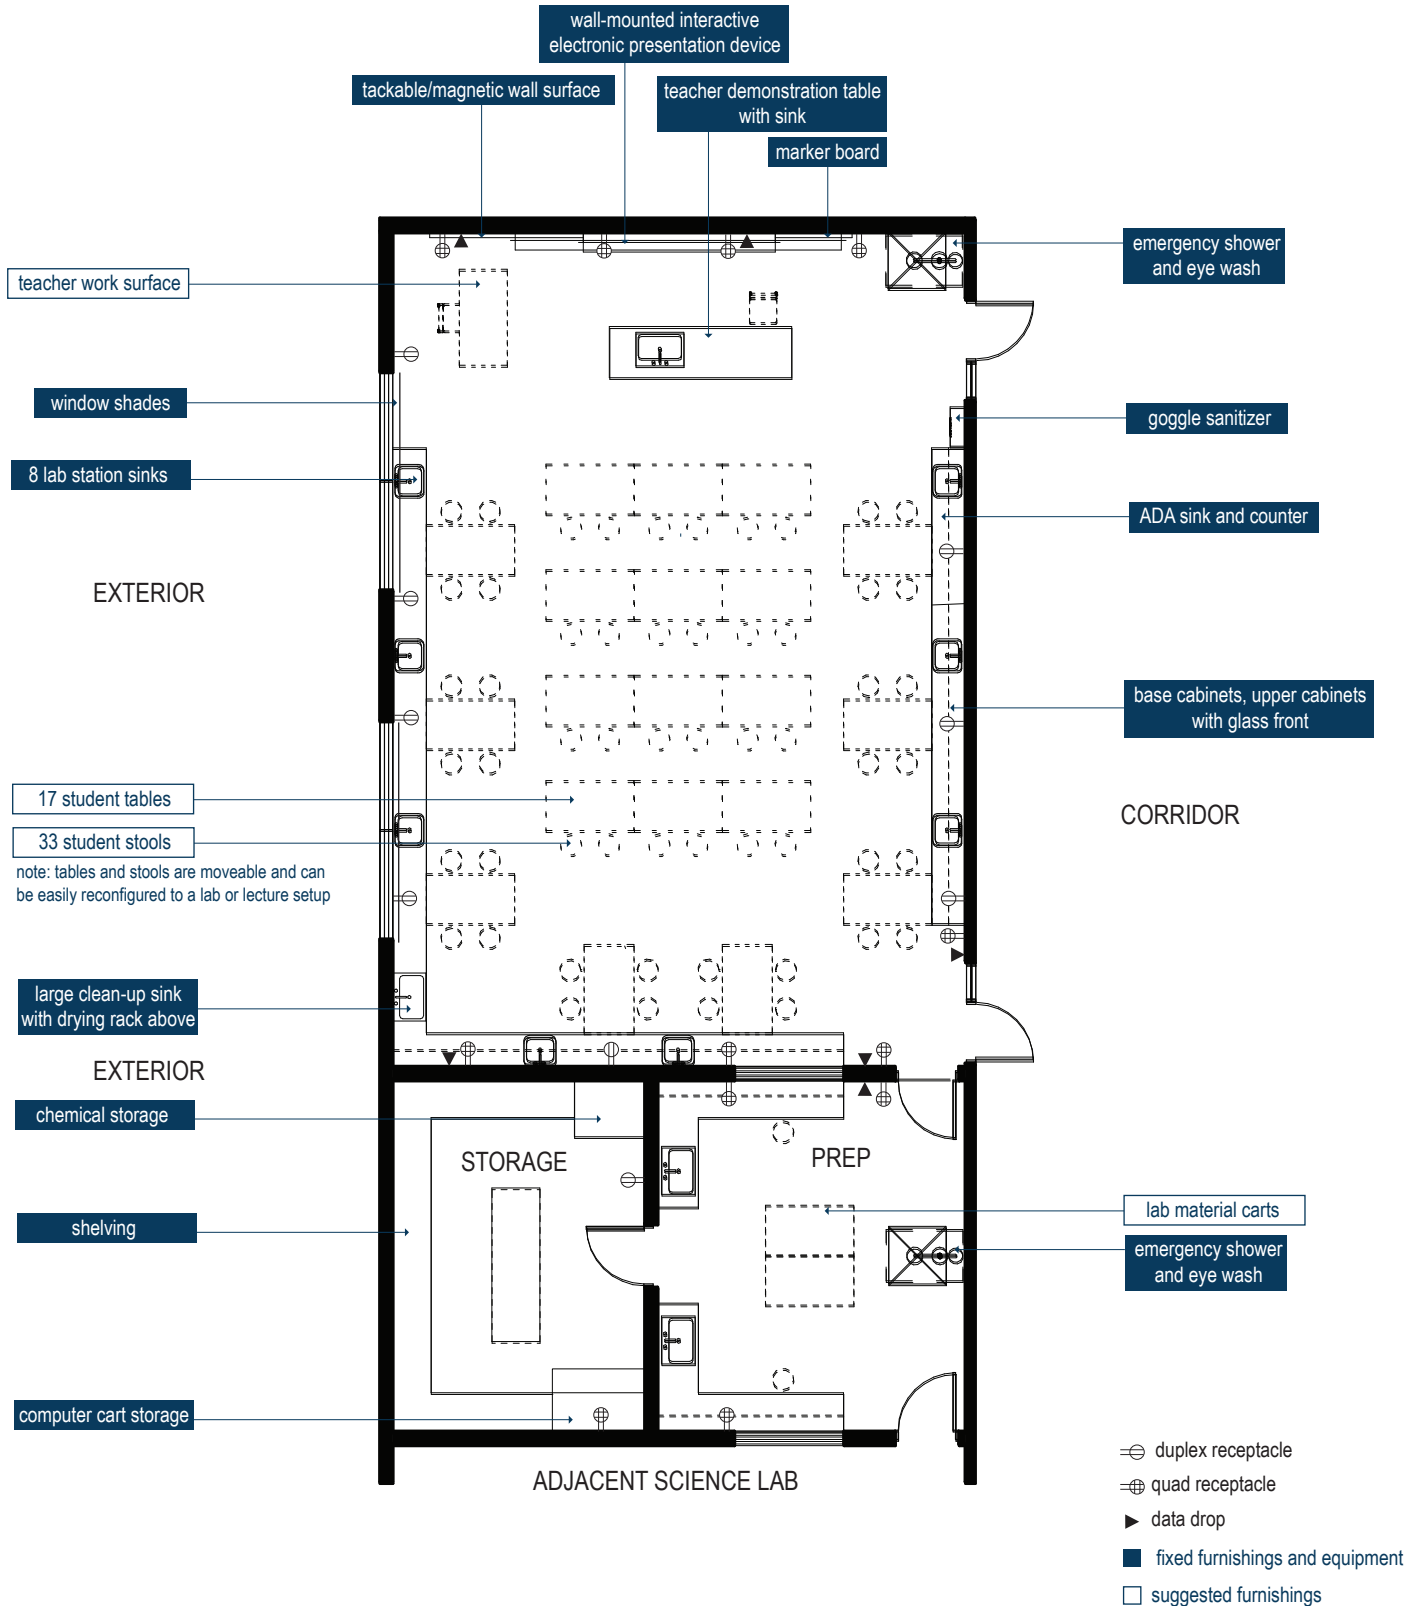 wall-mounted interactive
electronic presentation device
tackable/magnetic wall surface
teacher demonstration table
with sink
marker board
emergency shower
and eye wash
teacher work surface
window shades
goggle sanitizer
8 lab station sinks
ADA sink and counter
EXTERIOR
base cabinets, upper cabinets
with glass front
17 student tables
CORRIDOR
33 student stools
note: tables and stools are moveable and can
be easily reconfigured to a lab or lecture setup
large clean-up sink
with drying rack above
EXTERIOR
chemical storage
STORAGE
PREP
shelving
lab material carts
emergency shower
and eye wash
computer cart storage
ADJACENT SCIENCE LAB
duplex receptacle
quad receptacle
data drop
fixed furnishings and equipment
suggested furnishings